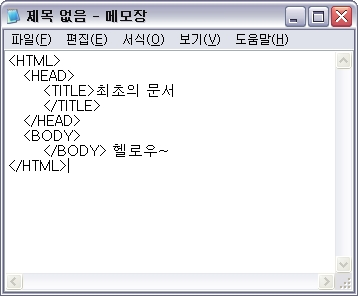 제목 없음 - 메모장
파일(F) 편집(E) 서식(O) 보기(V) 도움말(H)
<HTML>
<HEAD>
<TITLE>최초의 문서
</TITLE>
</HEAD>
<BODY>
</BODY> 헬로우~
</HTML>